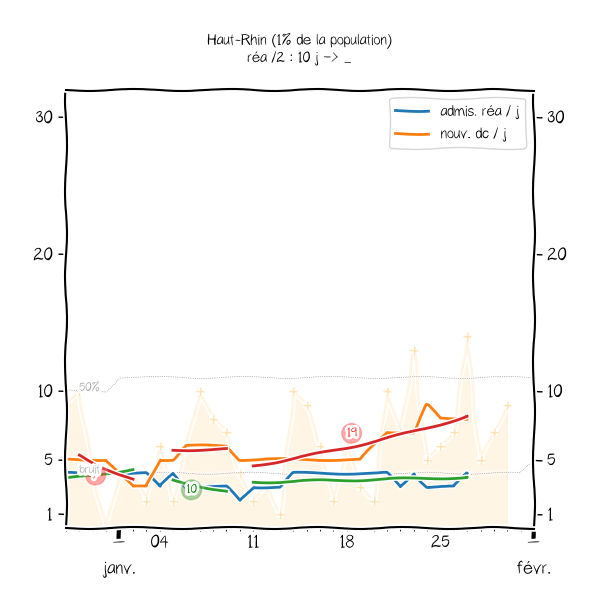 Haut-Rhin (1% de la population)
réa /2 : 10 j -> _
admis. réa / j
nouv. dc / j
30
30
20
20
10
10
5
5
1
1
50%
bruit
19
10
04
11
18
25
janv.
févr.